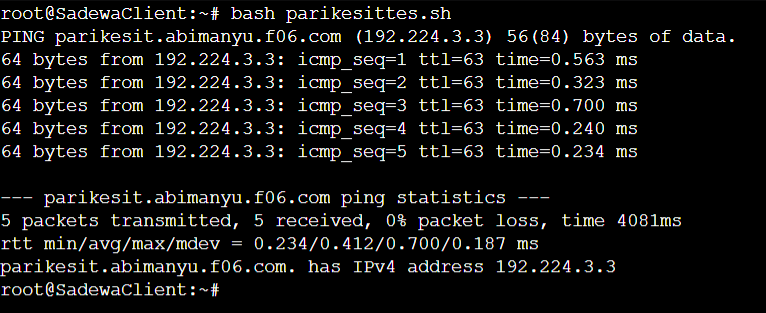 root@SadewaClient:~# bash parikesittes.sh
PING parikesit.abimanyu.f06.com (192.224.3.3) 56(84) bytes of data.
64 bytes from 192.224.3.3: icmp_seq=1 ttl=63 time=0.563 ms
64 bytes from 192.224.3.3: icmp_seq=2 ttl=63 time=0.323 ms
64 bytes from 192.224.3.3: icmp_seq=3 ttl=63 time=0.700 ms
64 bytes from 192.224.3.3: icmp_seq=4 ttl=63 time=0.240 ms
64 bytes from 192.224.3.3: icmp_seq=5 ttl=63 time=0.234 ms
--- parikesit.abimanyu.f06.com ping statistics ---
5 packets transmitted, 5 received, 0% packet loss, time 4081ms
rtt min/avg/max/mdev = 0.234/0.412/0.700/0.187 ms
parikesit.abimanyu.f06.com. has IPv4 address 192.224.3.3
root@SadewaClient:~#